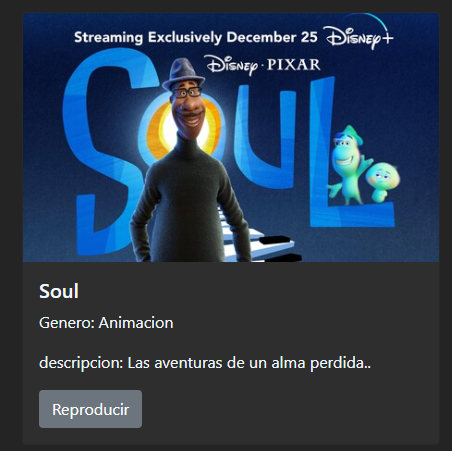 Streaming Exclusively December 25 Disney+
Disney · PIXAR
SOUL
Soul
Genero: Animacion
descripcion: Las aventuras de un alma perdida..
Reproducir